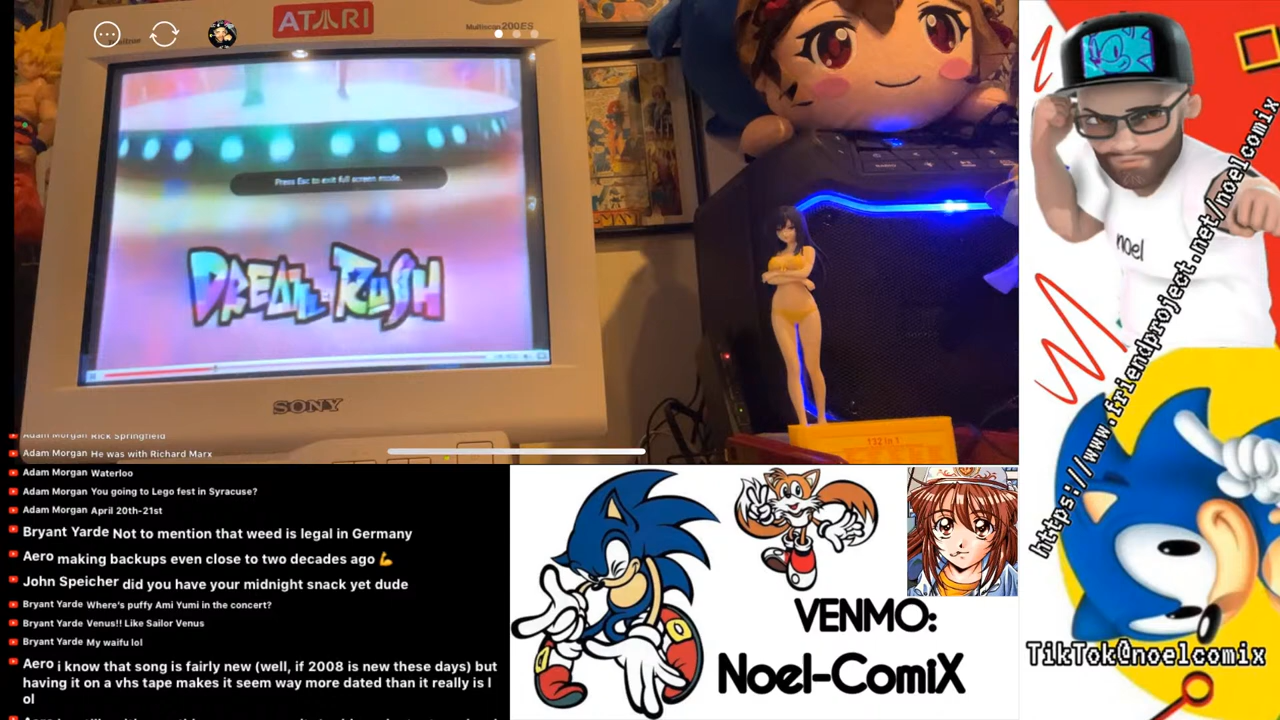 ATARI
Multiscan 200ES
Press Esc to exit full screen mode.
DREAM RUSH
SONY
132 in 1
Adam Morgan Rick Springfield
Adam Morgan He was with Richard Marx
Adam Morgan Waterloo
Adam Morgan You going to Lego fest in Syracuse?
Adam Morgan April 20th-21st
Bryant Yarde Not to mention that weed is legal in Germany
Aero making backups even close to two decades ago 💪
John Speicher did you have your midnight snack yet dude
Bryant Yarde Where's puffy Ami Yumi in the concert?
Bryant Yarde Venus!! Like Sailor Venus
Bryant Yarde My waifu lol
Aero i know that song is fairly new (well, if 2008 is new these days) but
having it on a vhs tape makes it seem way more dated than it really is l
ol
VENMO:
Noel-ComiX
noel
https://www.friendproject.net/noelcomix
TikTok@noelcomix